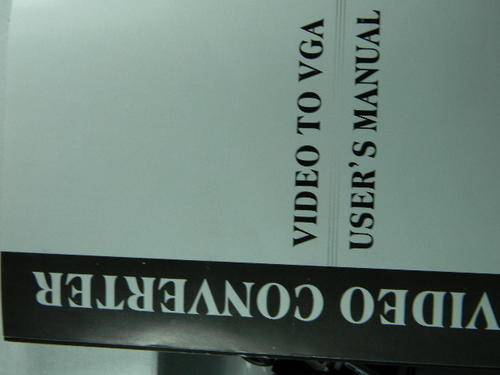 VIDEO CONVERTER
VIDEO TO VGA
USER'S MANUAL